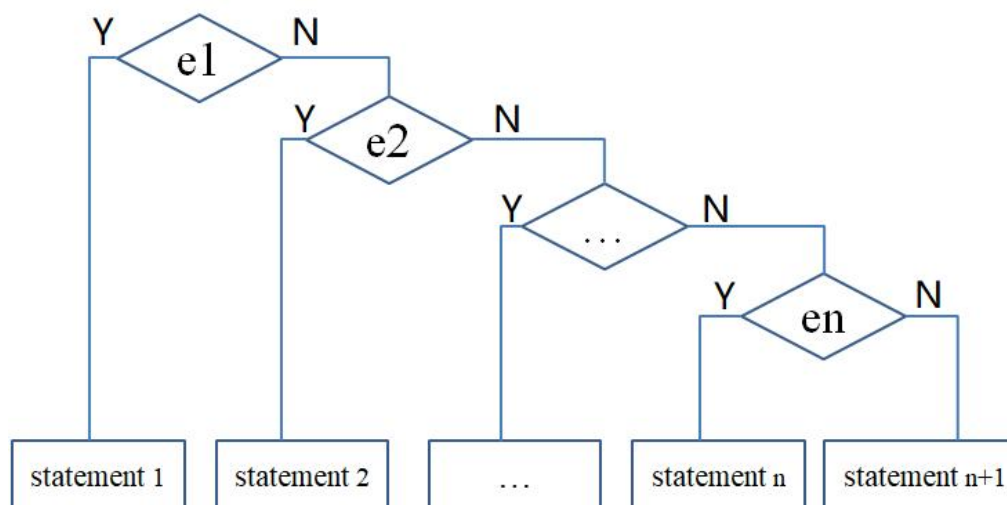 Y
N
e1
Y
N
e2
Y
N
...
Y
N
en
statement 1
statement 2
...
statement n
statement n+1